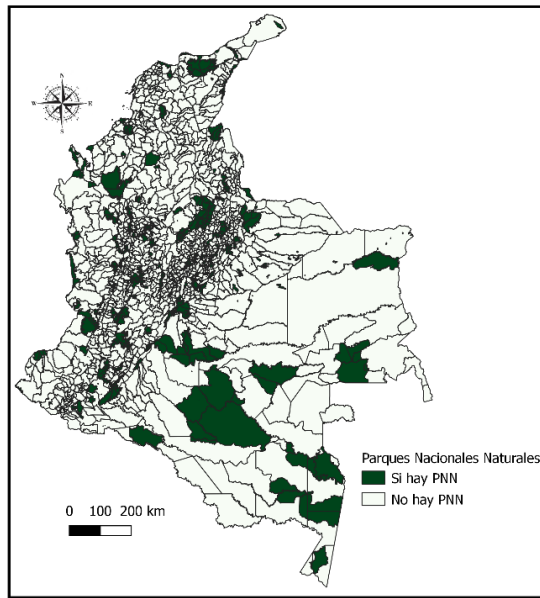 N
W E
S
Parques Nacionales Naturales
Si hay PNN
No hay PNN
0 100 200 km